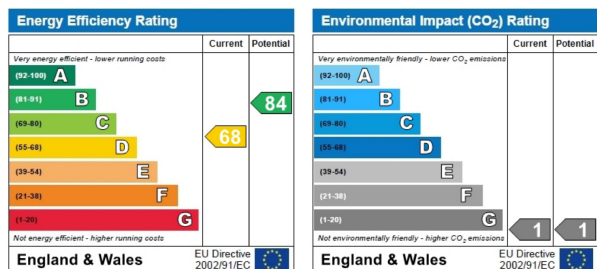 Energy Efficiency Rating
Current Potential
Very energy efficient - lower running costs
(92-100) A
(81-91) B
84
(69-80) C
(55-68) D
68
(39-54) E
(21-38) F
(1-20) G
Not energy efficient - higher running costs
England & Wales
EU Directive
2002/91/EC
Environmental Impact (CO2) Rating
Current Potential
Very environmentally friendly - lower CO2 emissions
(92-100) A
(81-91) B
(69-80) C
(55-68) D
(39-54) E
(21-38) F
(1-20) G
1 1
Not environmentally friendly - higher CO2 emissions
England & Wales
EU Directive
2002/91/EC